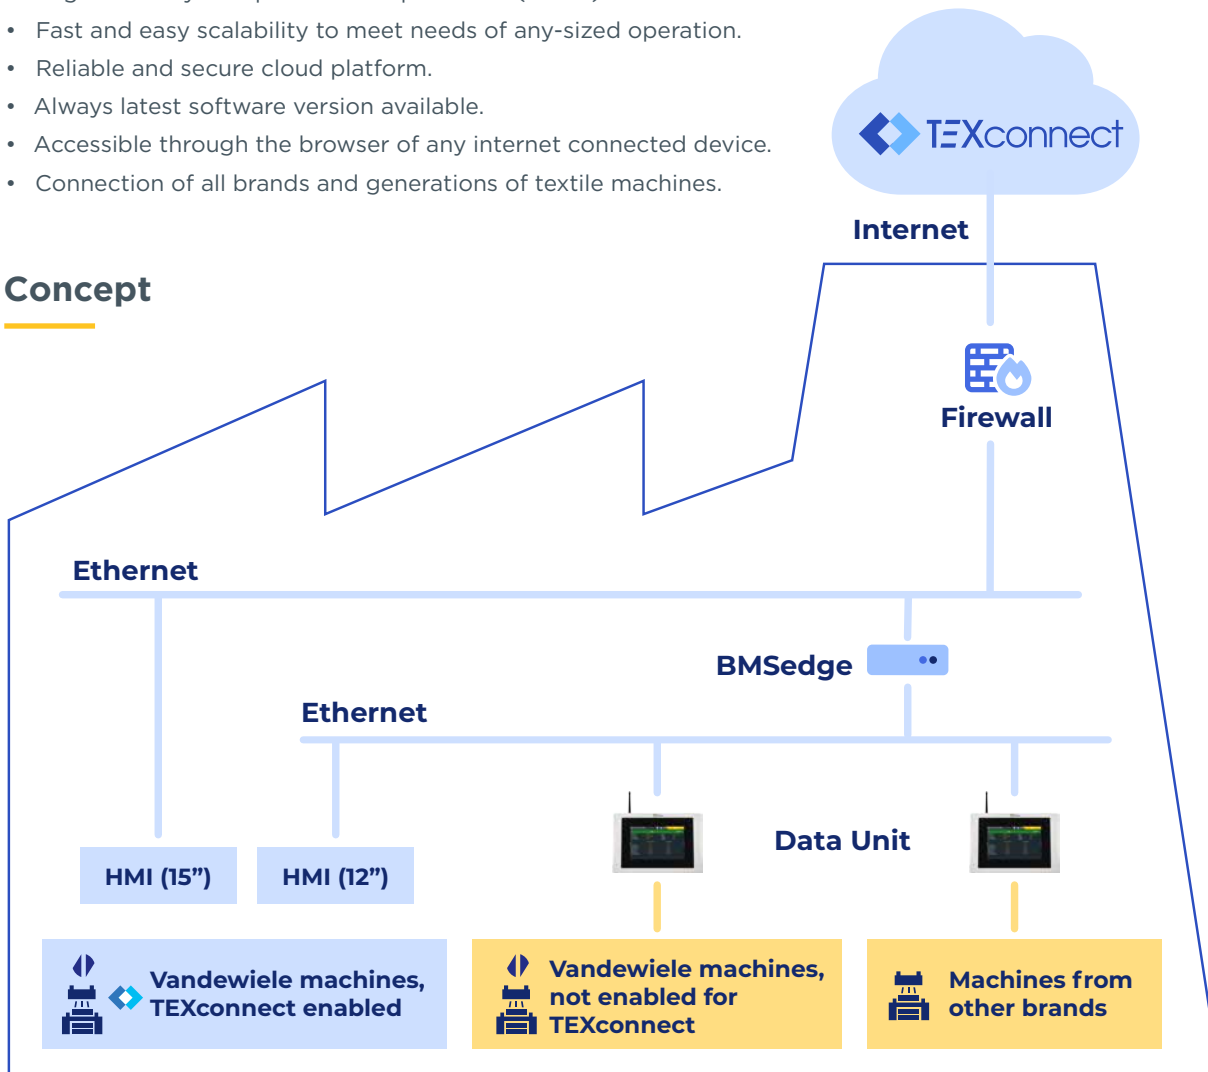 • Fast and easy scalability to meet needs of any-sized operation.
• Reliable and secure cloud platform.
• Always latest software version available.
• Accessible through the browser of any internet connected device.
• Connection of all brands and generations of textile machines.
TEXconnect
Internet
Concept
Firewall
Ethernet
BMSedge
Ethernet
Data Unit
HMI (15”)
HMI (12”)
Vandewiele machines,
TEXconnect enabled
Vandewiele machines,
not enabled for
TEXconnect
Machines from
other brands